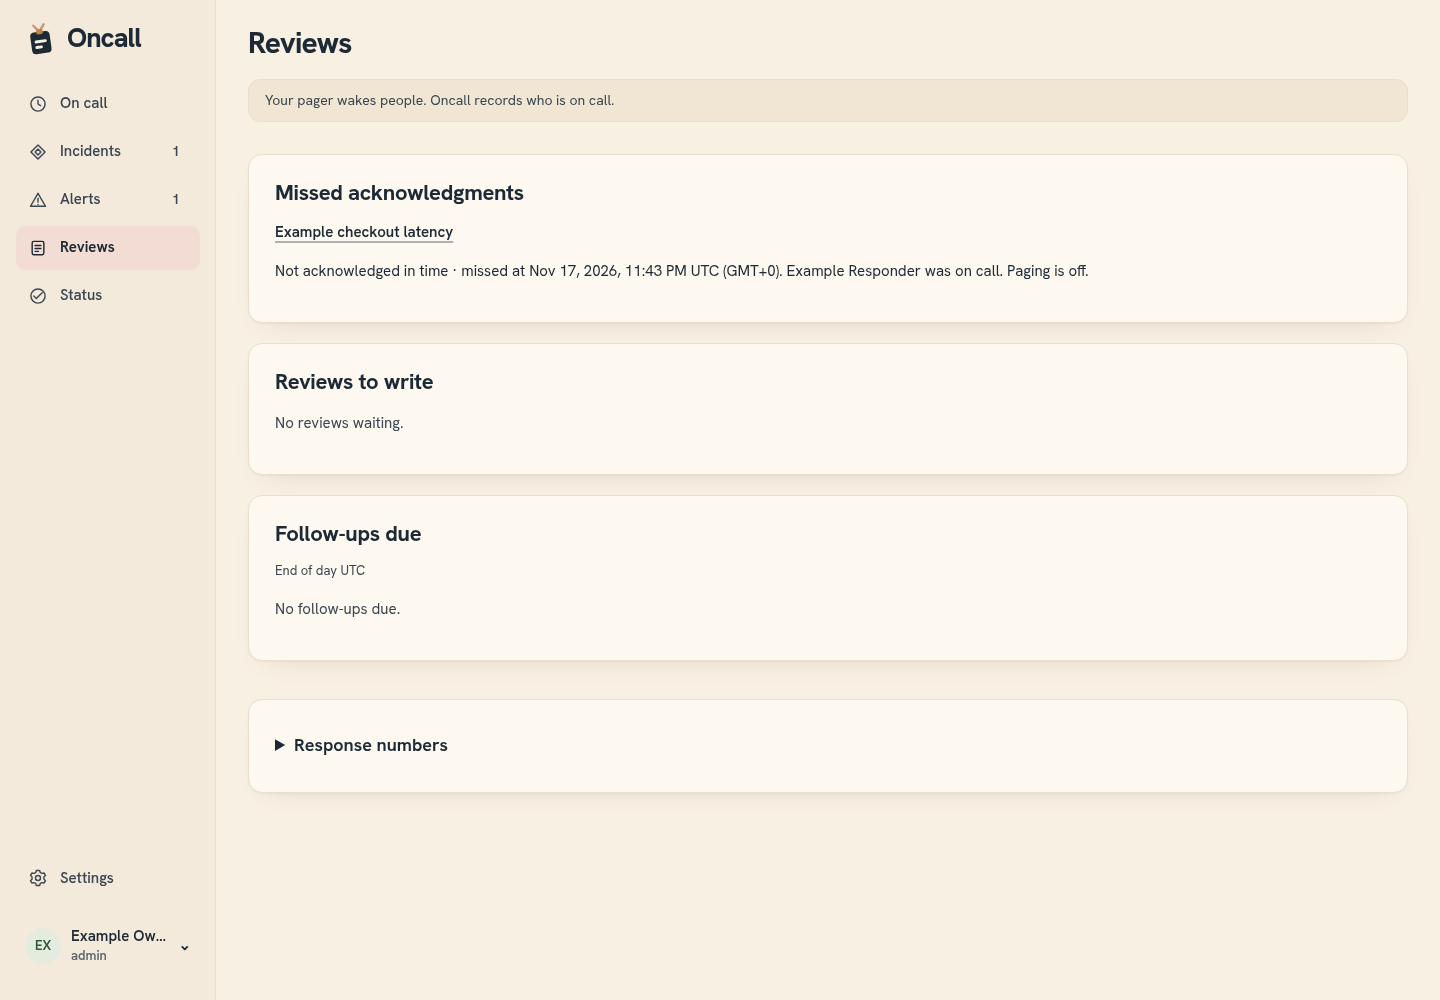 Oncall
On call
Incidents 1
Alerts 1
Reviews
Status
Settings
EX
Example Ow...
admin
Reviews
Your pager wakes people. Oncall records who is on call.
Missed acknowledgments
Example checkout latency
Not acknowledged in time · missed at Nov 17, 2026, 11:43 PM UTC (GMT+0). Example Responder was on call. Paging is off.
Reviews to write
No reviews waiting.
Follow-ups due
End of day UTC
No follow-ups due.
Response numbers